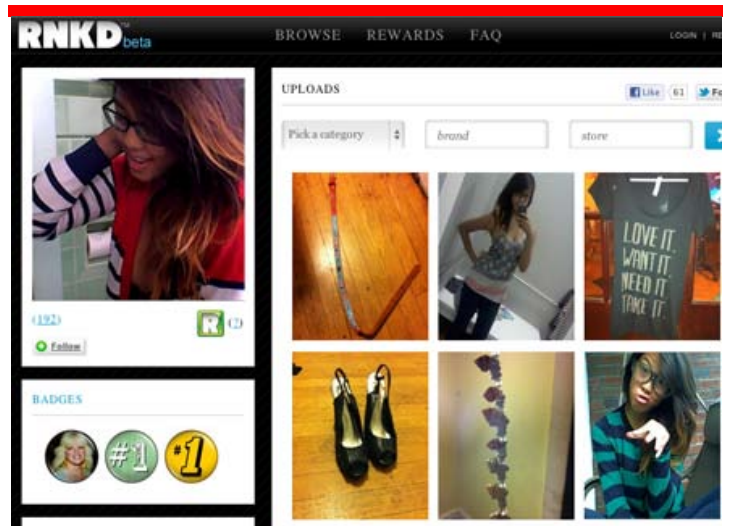 RNKD™
beta
BROWSE REWARDS FAQ
LOGIN |
UPLOADS
Like 61
Pick a category
brand
store
LOVE IT.
WANT IT.
NEED IT.
TAKE IT.
(192)
R (2)
Follow
BADGES
#1
#1